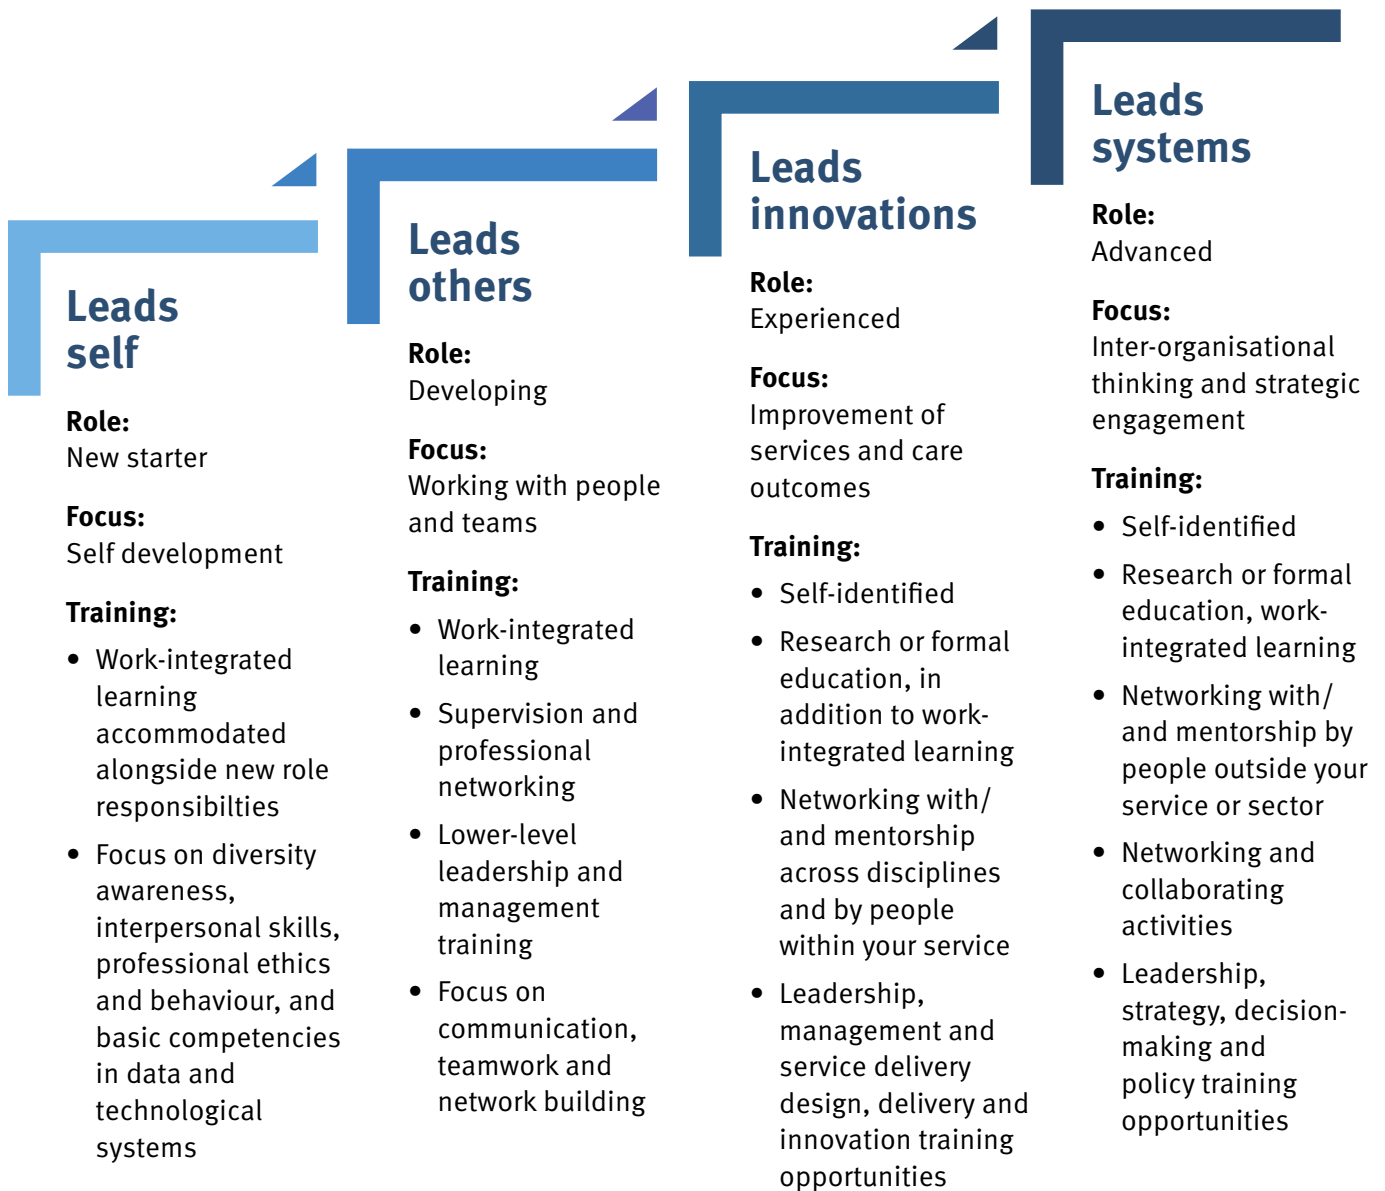 Leads
self
Role:
New starter
Focus:
Self development
Training:
• Work-integrated
learning
accommodated
alongside new role
responsibilties
• Focus on diversity
awareness,
interpersonal skills,
professional ethics
and behaviour, and
basic competencies
in data and
technological
systems
Leads
others
Role:
Developing
Focus:
Working with people
and teams
Training:
• Work-integrated
learning
• Supervision and
professional
networking
• Lower-level
leadership and
management
training
• Focus on
communication,
teamwork and
network building
Leads
innovations
Role:
Experienced
Focus:
Improvement of
services and care
outcomes
Training:
• Self-identified
• Research or formal
education, in
addition to work-
integrated learning
• Networking with/
and mentorship
across disciplines
and by people
within your service
• Leadership,
management and
service delivery
design, delivery and
innovation training
opportunities
Leads
systems
Role:
Advanced
Focus:
Inter-organisational
thinking and strategic
engagement
Training:
• Self-identified
• Research or formal
education, work-
integrated learning
• Networking with/
and mentorship by
people outside your
service or sector
• Networking and
collaborating
activities
• Leadership,
strategy, decision-
making and
policy training
opportunities